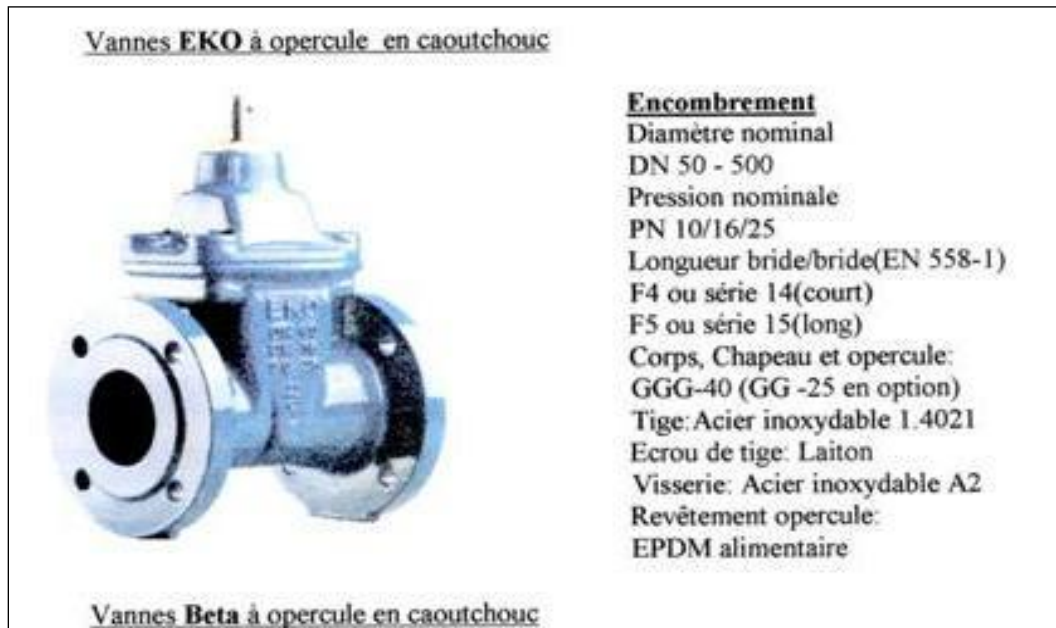 Vannes EKO à opercule en caoutchouc
Encombrement
Diamètre nominal
DN 50 - 500
Pression nominale
PN 10/16/25
Longueur bride/bride(EN 558-1)
F4 ou série 14(court)
F5 ou série 15(long)
Corps, Chapeau et opercule:
GGG-40 (GG -25 en option)
Tige:Acier inoxydable 1.4021
Ecrou de tige: Laiton
Visserie: Acier inoxydable A2
Revêtement opercule:
EPDM alimentaire
Vannes Beta à opercule en caoutchouc